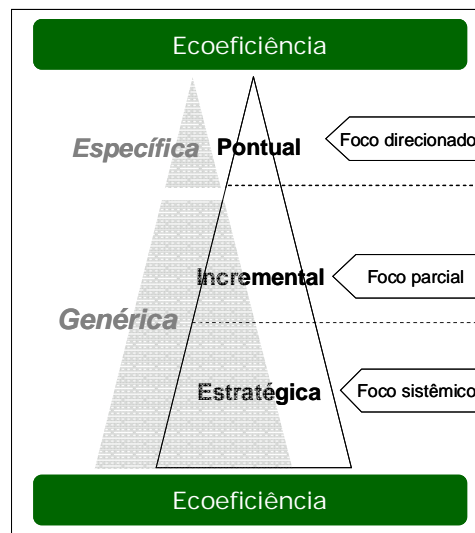 Ecoeficiência
Específica Pontual Foco direcionado
Incremental Foco parcial
Genérica
Estratégica Foco sistêmico
Ecoeficiência